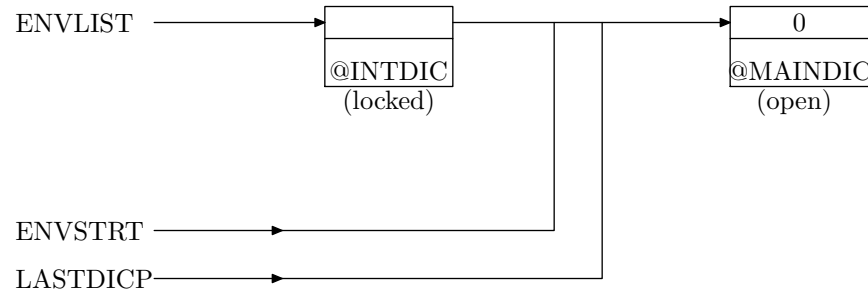 ENVLIST
0
@INTDIC
@MAINDIC
(locked)
(open)
ENVSTRT
LASTDICP